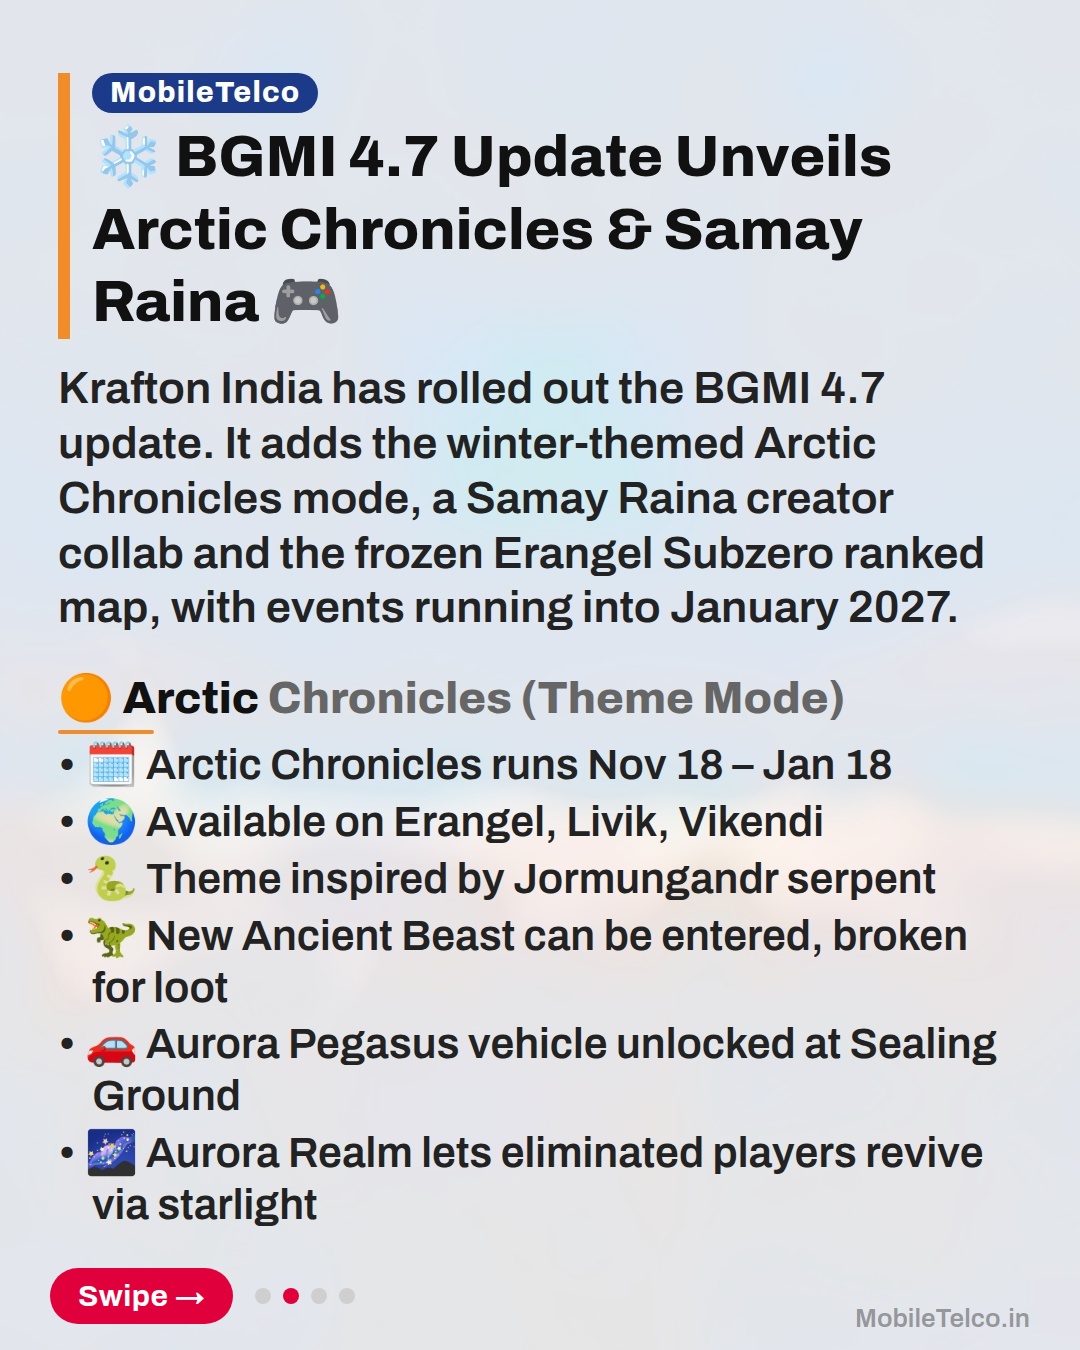 MobileTelco
❄️ BGMI 4.7 Update Unveils
Arctic Chronicles & Samay
Raina 🎮
Krafton India has rolled out the BGMI 4.7
update. It adds the winter-themed Arctic
Chronicles mode, a Samay Raina creator
collab and the frozen Erangel Subzero ranked
map, with events running into January 2027.
🟠 Arctic Chronicles (Theme Mode)
• 🗓️ Arctic Chronicles runs Nov 18 – Jan 18
• 🌍 Available on Erangel, Livik, Vikendi
• 🐍 Theme inspired by Jormungandr serpent
• 🦖 New Ancient Beast can be entered, broken
for loot
• 🚗 Aurora Pegasus vehicle unlocked at Sealing
Ground
• 🌌 Aurora Realm lets eliminated players revive
via starlight
Swipe →
MobileTelco.in